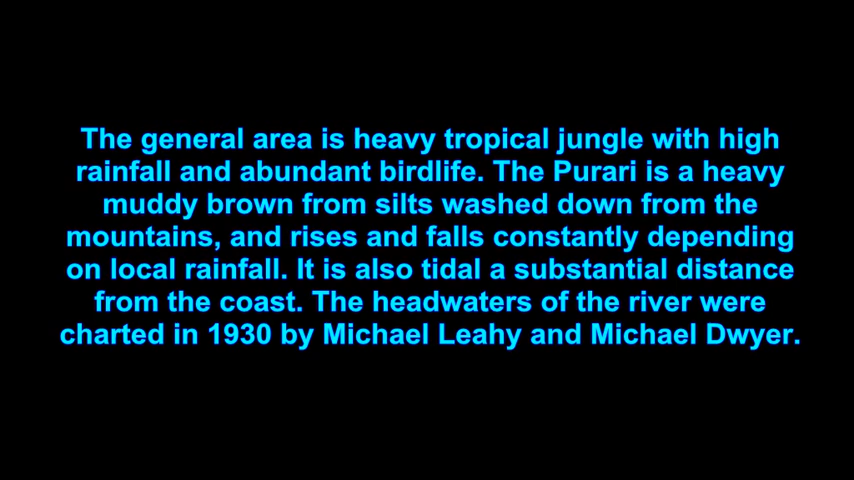 The general area is heavy tropical jungle with high
rainfall and abundant birdlife. The Purari is a heavy
muddy brown from silts washed down from the
mountains, and rises and falls constantly depending
on local rainfall. It is also tidal a substantial distance
from the coast. The headwaters of the river were
charted in 1930 by Michael Leahy and Michael Dwyer.